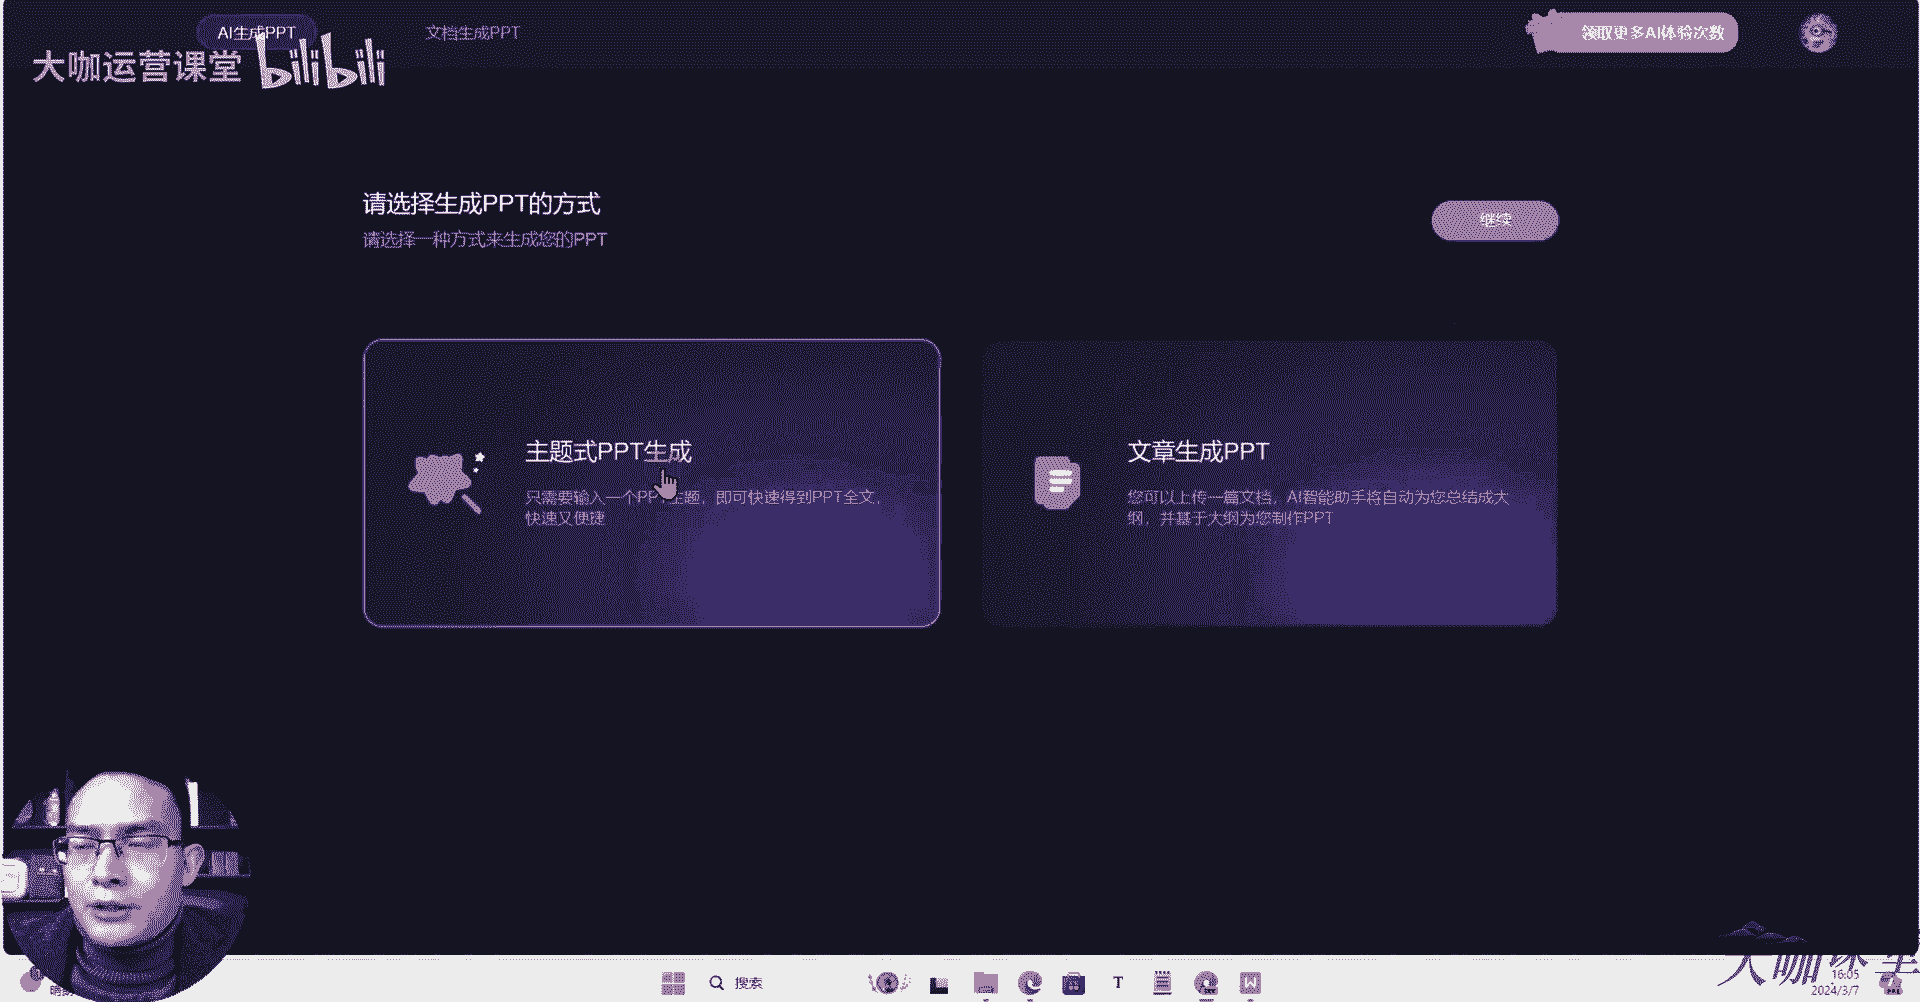 AI生成PPT
文档生成PPT
领取更多AI体验次数
大咖运营课堂 bilibili
请选择生成PPT的方式
请选择一种方式来生成您的PPT
继续
主题式PPT生成
只需要输入一个PPT主题，即可快速得到PPT全文，
快速又便捷
文章生成PPT
您可以上传一篇文档，AI智能助手将自动为您总结成大
纲，并基于大纲为您制作PPT
大咖课堂
搜索
T
W
16:05
2024/3/7